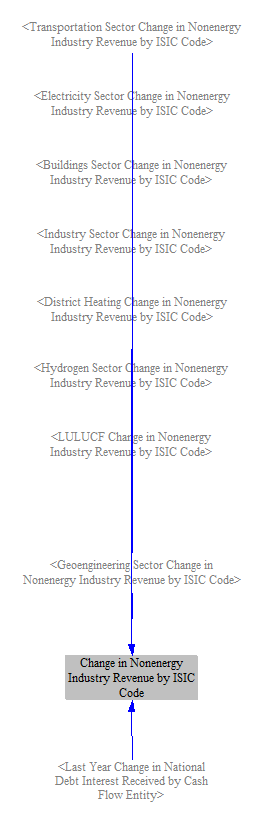 <Transportation Sector Change in Nonenergy
Industry Revenue by ISIC Code>
<Electricity Sector Change in Nonenergy
Industry Revenue by ISIC Code>
<Buildings Sector Change in Nonenergy
Industry Revenue by ISIC Code>
<Industry Sector Change in Nonenergy
Industry Revenue by ISIC Code>
<District Heating Change in Nonenergy
Industry Revenue by ISIC Code>
<Hydrogen Sector Change in Nonenergy
Industry Revenue by ISIC Code>
<LULUCF Change in Nonenergy
Industry Revenue by ISIC Code>
<Geoengineering Sector Change in
Nonenergy Industry Revenue by ISIC Code>
Change in Nonenergy
Industry Revenue by ISIC
Code
<Last Year Change in National
Debt Interest Received by Cash
Flow Entity>